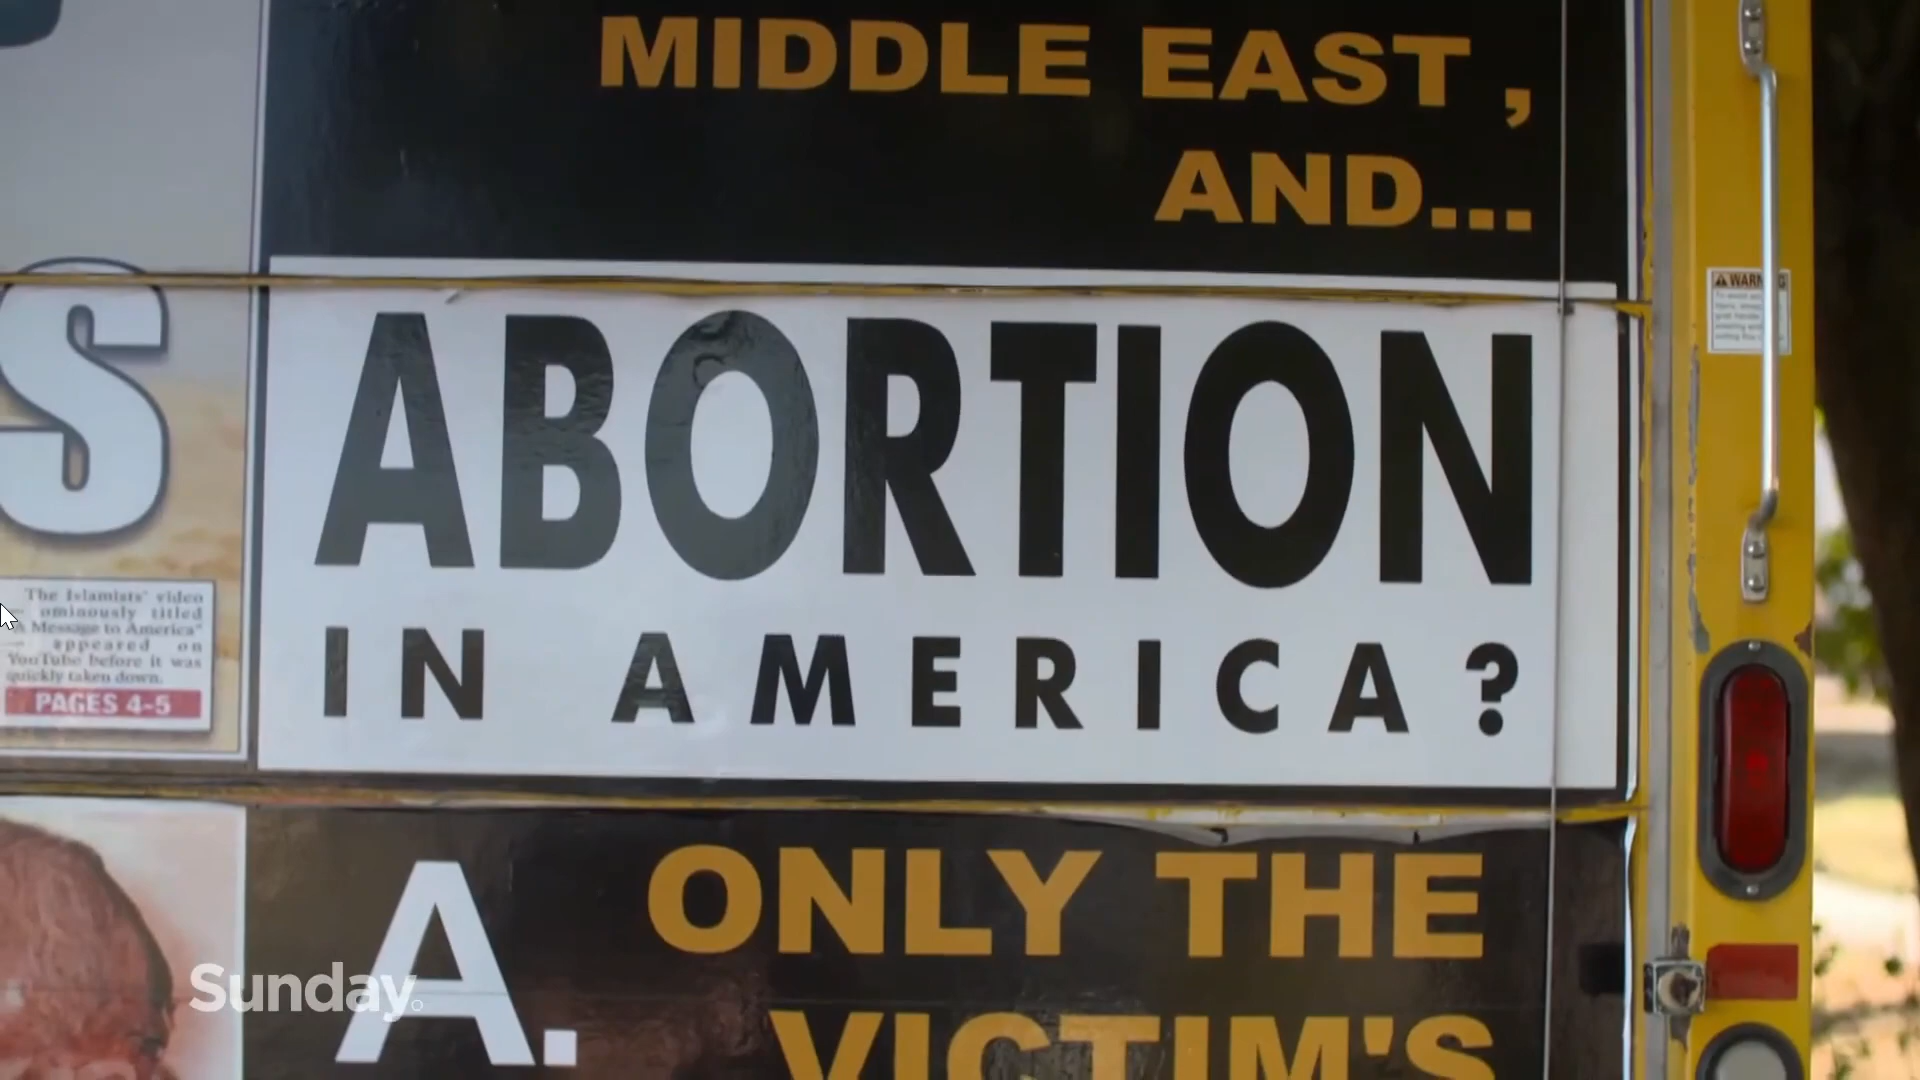 MIDDLE EAST,
AND...
S
ABORTION
IN AMERICA?
WARNING
The Islamists' video
ominously titled
"A Message to America"
appeared on
YouTube before it was
quickly taken down.
PAGES 4-5
A. ONLY THE
VICTIM'S
Sunday